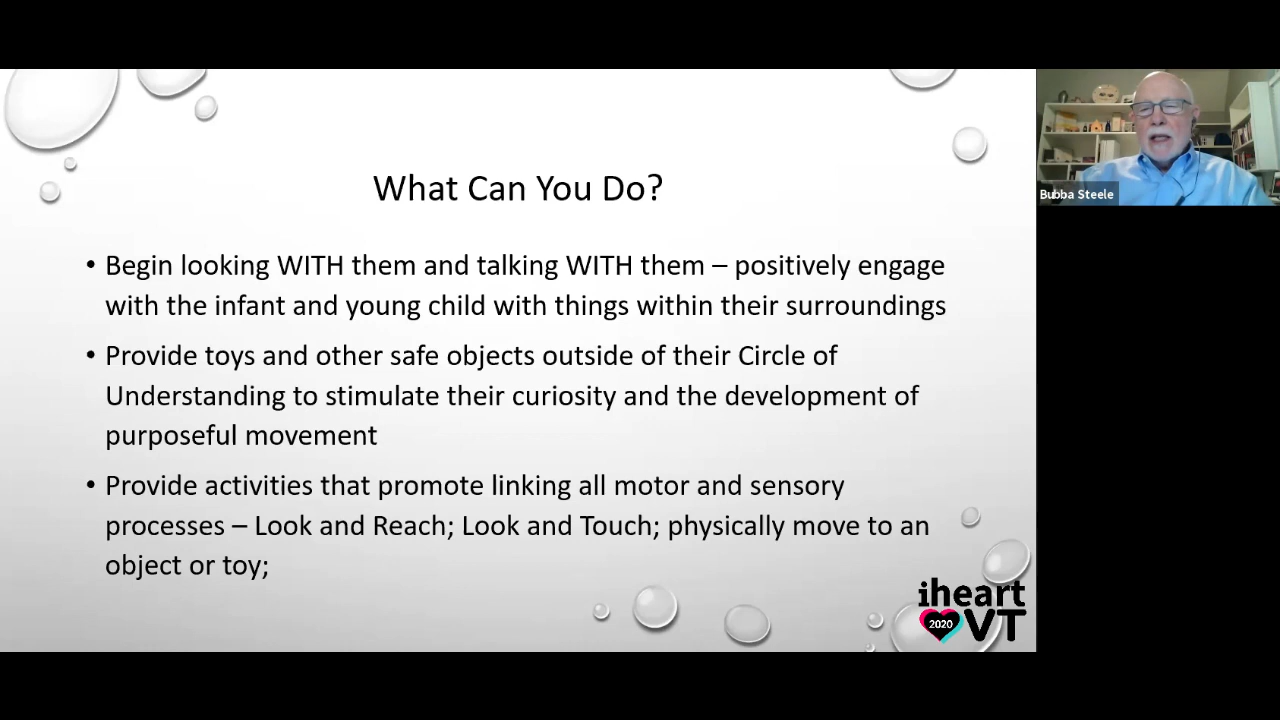 What Can You Do?
• Begin looking WITH them and talking WITH them – positively engage
with the infant and young child with things within their surroundings
• Provide toys and other safe objects outside of their Circle of
Understanding to stimulate their curiosity and the development of
purposeful movement
• Provide activities that promote linking all motor and sensory
processes – Look and Reach; Look and Touch; physically move to an
object or toy;
iheart
2020 VT
Bubba Steele